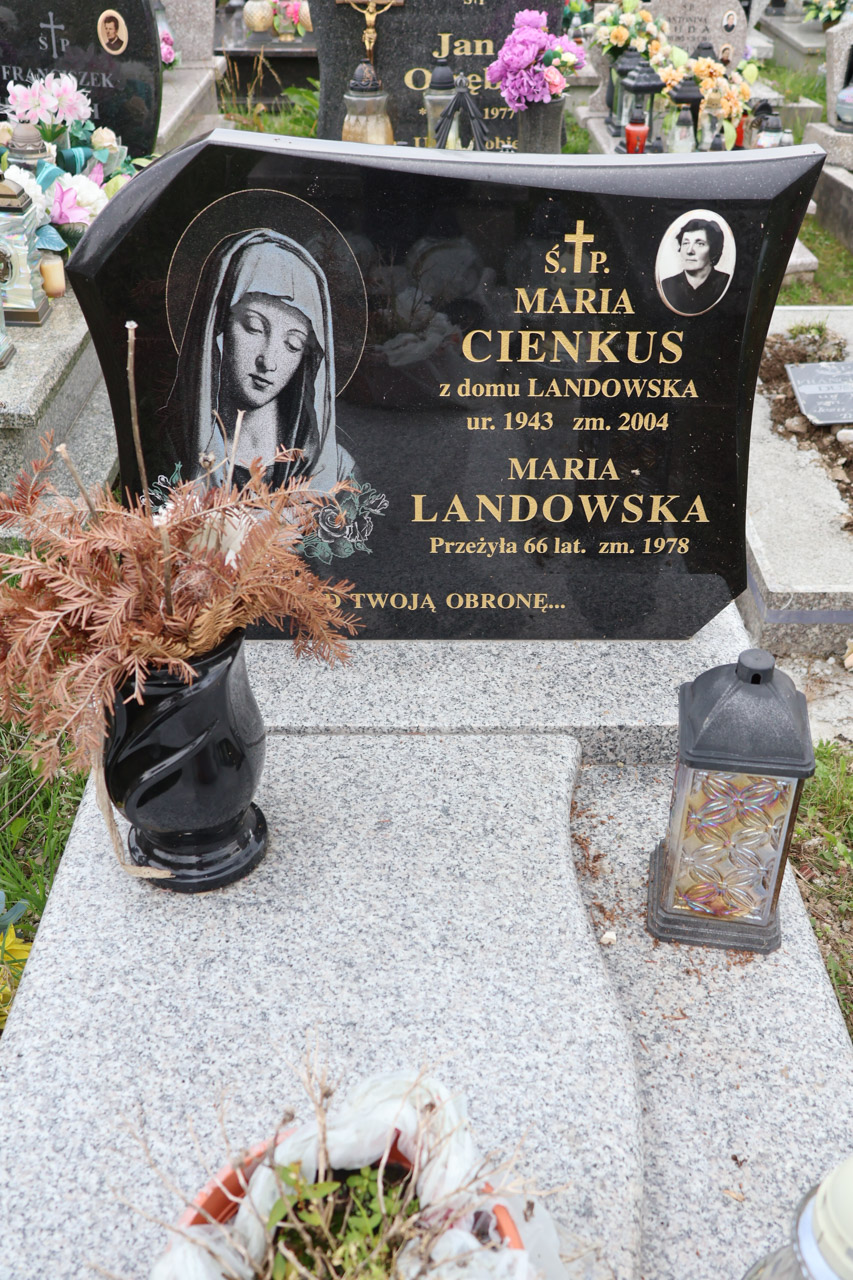 Ś. P.
FRANCISZEK
Ś.P.
Jan
1977
Ś. P.
MARIA
CIENKUS
z domu LANDOWSKA
ur. 1943 zm. 2004
MARIA
LANDOWSKA
Przeżyła 66 lat. zm. 1978
TWOJĄ OBRONĘ...